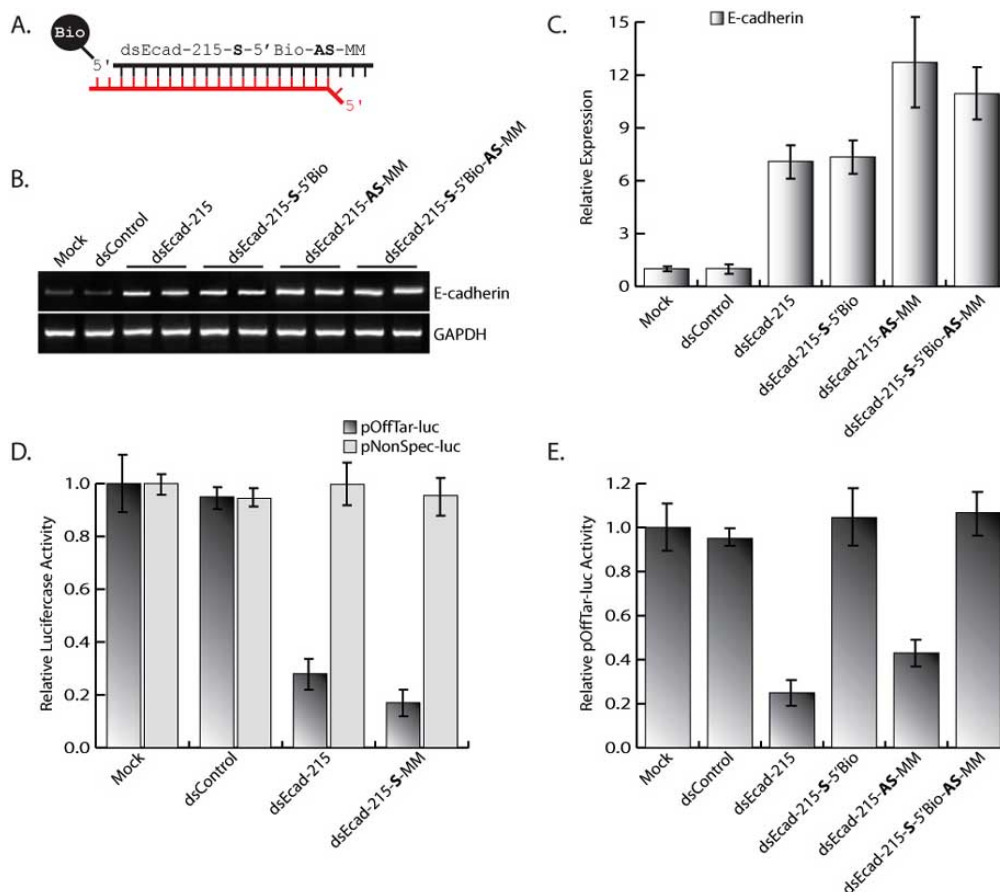 A.
Bio
dsEcad-215-S-5'Bio-AS-MM
5'
5'
B.
Mock
dsControl
dsEcad-215
dsEcad-215-S-5'Bio
dsEcad-215-AS-MM
dsEcad-215-S-5'Bio-AS-MM
E-cadherin
GAPDH
C.
E-cadherin
Relative Expression
15
12
9
6
3
0
Mock
dsControl
dsEcad-215
dsEcad-215-S-5'Bio
dsEcad-215-AS-MM
dsEcad-215-S-5'Bio-AS-MM
D.
pOffTar-luc
pNonSpec-luc
Relative Lucifercase Activity
1.0
0.8
0.6
0.4
0.2
0.0
Mock
dsControl
dsEcad-215
dsEcad-215-S-MM
E.
Relative pOffTar-luc Activity
1.2
1.0
0.8
0.6
0.4
0.2
0.0
Mock
dsControl
dsEcad-215
dsEcad-215-S-5'Bio
dsEcad-215-AS-MM
dsEcad-215-S-5'Bio-AS-MM